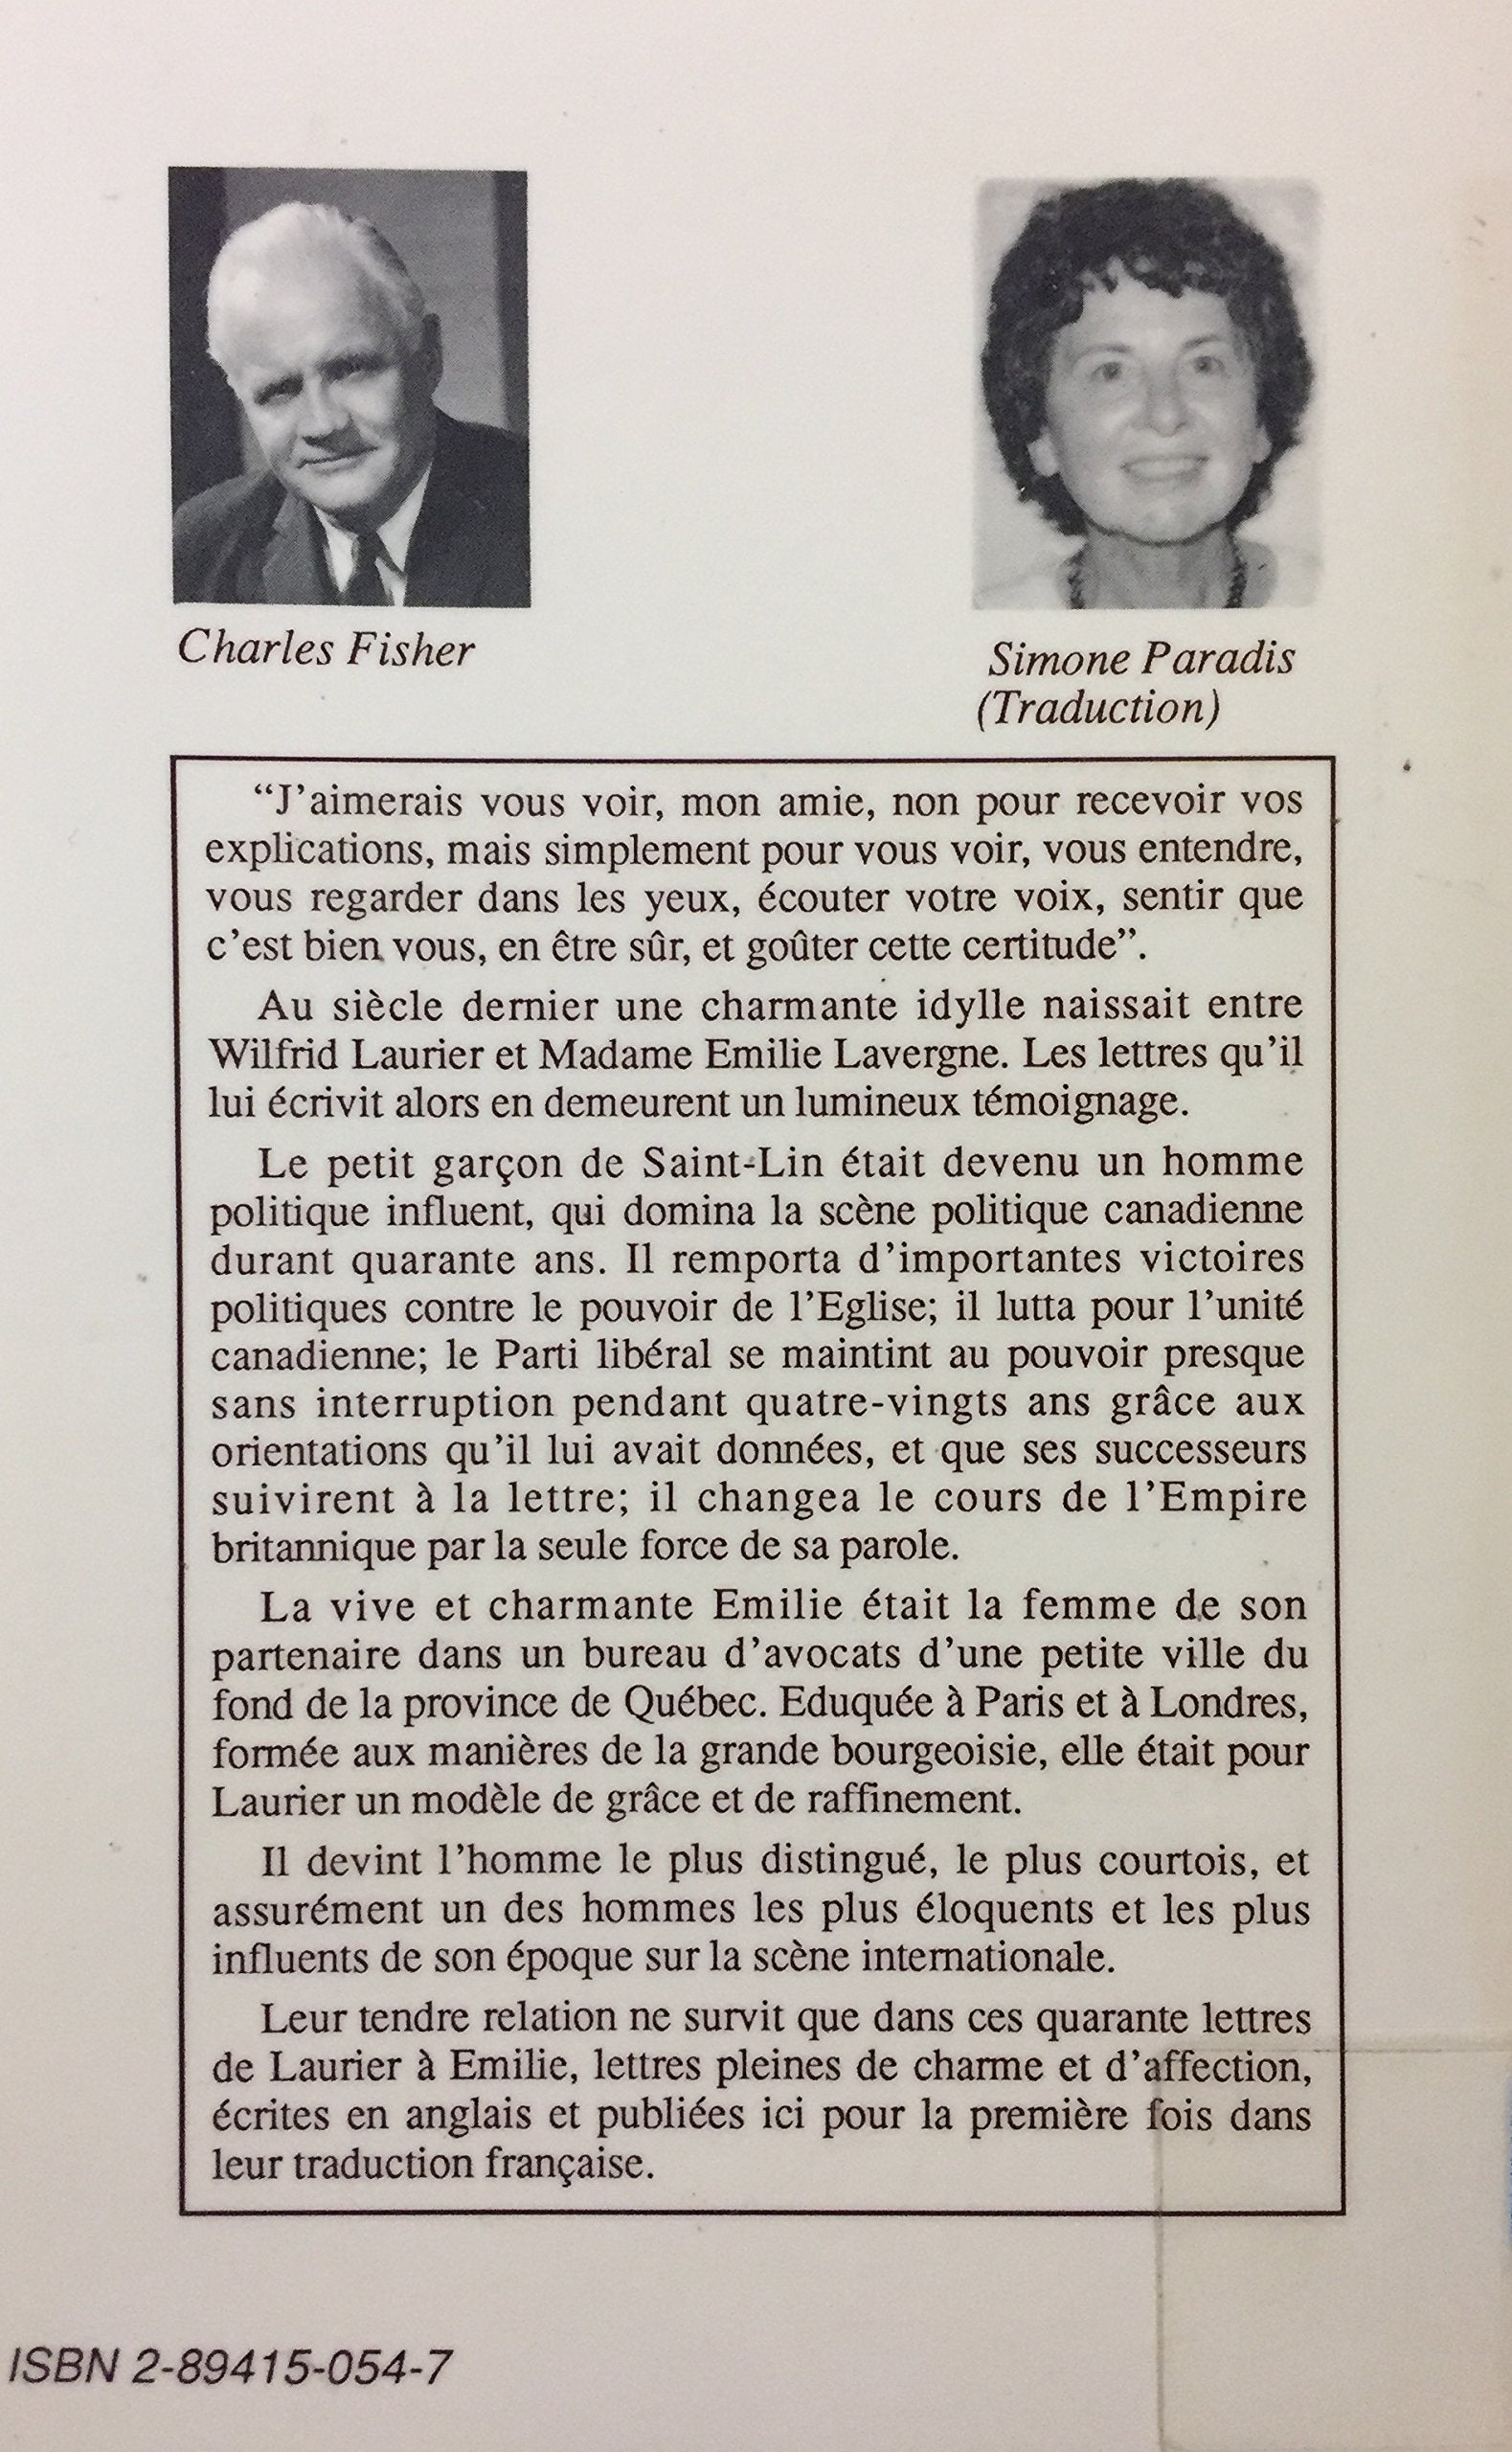 Charles Fisher
Simone Paradis
(Traduction)
“J’aimerais vous voir, mon amie, non pour recevoir vos
explications, mais simplement pour vous voir, vous entendre,
vous regarder dans les yeux, écouter votre voix, sentir que
c’est bien vous, en être sûr, et goûter cette certitude”.
Au siècle dernier une charmante idylle naissait entre
Wilfrid Laurier et Madame Emilie Lavergne. Les lettres qu’il
lui écrivit alors en demeurent un lumineux témoignage.
Le petit garçon de Saint-Lin était devenu un homme
politique influent, qui domina la scène politique canadienne
durant quarante ans. Il remporta d’importantes victoires
politiques contre le pouvoir de l’Eglise; il lutta pour l’unité
canadienne; le Parti libéral se maintint au pouvoir presque
sans interruption pendant quatre-vingts ans grâce aux
orientations qu’il lui avait données, et que ses successeurs
suivirent à la lettre; il changea le cours de l’Empire
britannique par la seule force de sa parole.
La vive et charmante Emilie était la femme de son
partenaire dans un bureau d’avocats d’une petite ville du
fond de la province de Québec. Eduquée à Paris et à Londres,
formée aux manières de la grande bourgeoisie, elle était pour
Laurier un modèle de grâce et de raffinement.
Il devint l’homme le plus distingué, le plus courtois, et
assurément un des hommes les plus éloquents et les plus
influents de son époque sur la scène internationale.
Leur tendre relation ne survit que dans ces quarante lettres
de Laurier à Emilie, lettres pleines de charme et d’affection,
écrites en anglais et publiées ici pour la première fois dans
leur traduction française.
ISBN 2-89415-054-7